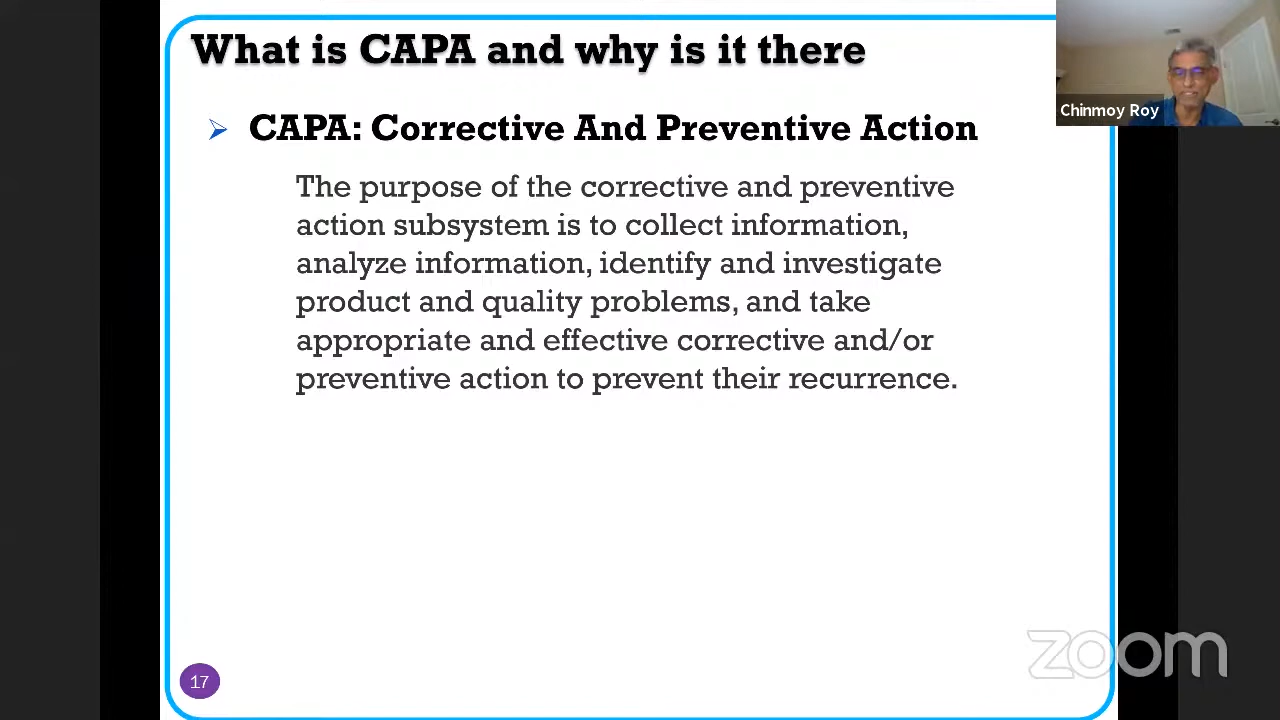 What is CAPA and why is it there
Chinmoy Roy
CAPA: Corrective And Preventive Action
The purpose of the corrective and preventive
action subsystem is to collect information,
analyze information, identify and investigate
product and quality problems, and take
appropriate and effective corrective and/or
preventive action to prevent their recurrence.
zoom
17